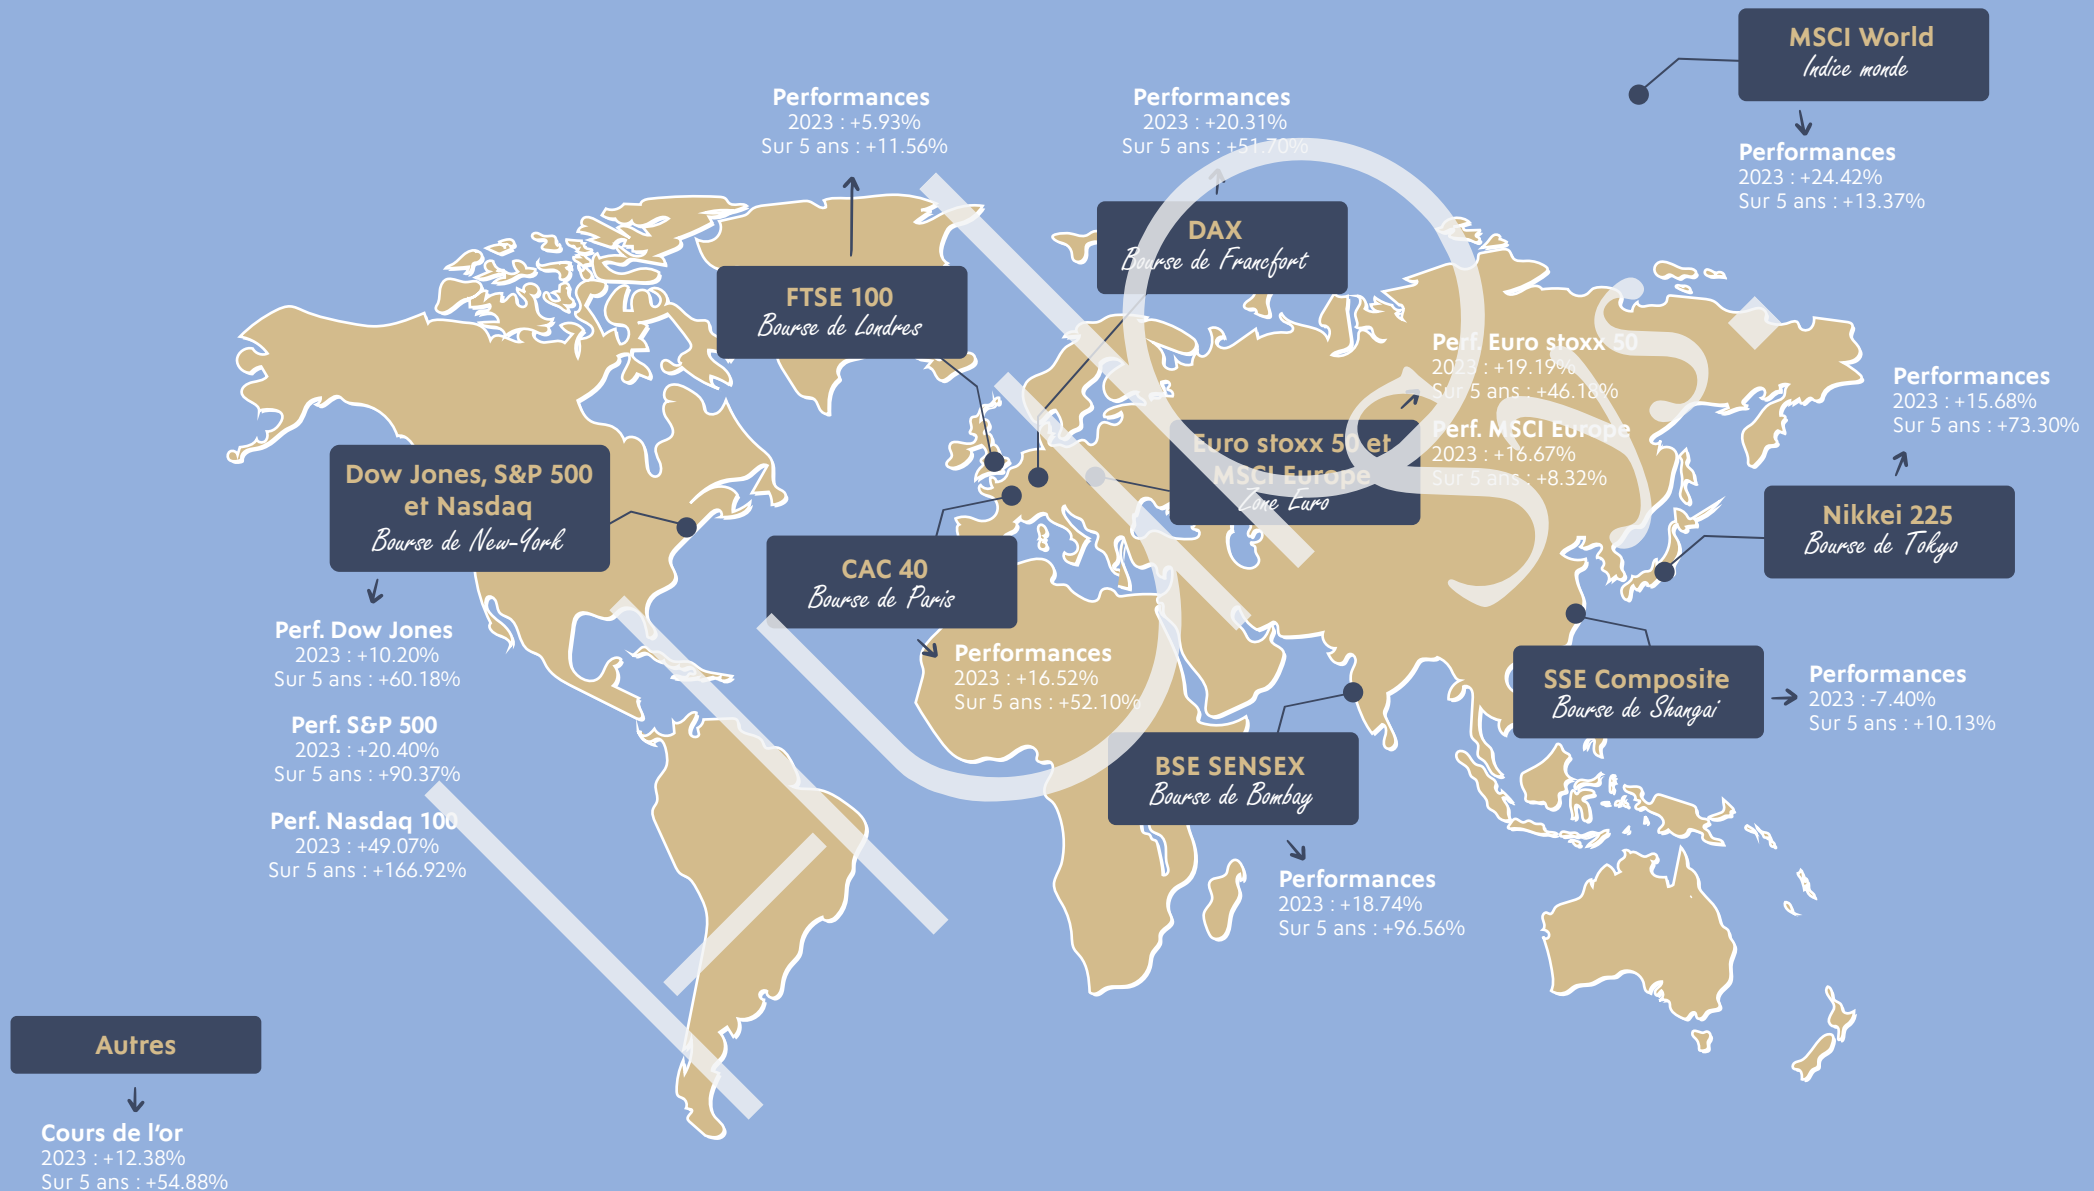 MSCI World
Indice monde
Performances
2023 : +24.42%
Sur 5 ans : +13.37%
Performances
2023 : +5.93%
Sur 5 ans : +11.56%
FTSE 100
Bourse de Londres
Performances
2023 : +20.31%
Sur 5 ans : +51.70%
DAX
Bourse de Francfort
Perf. Euro stoxx 50
2023 : +19.19%
Sur 5 ans : +46.18%
Perf. MSCI Europe
2023 : +16.67%
Sur 5 ans : +8.32%
Euro stoxx 50 et
MSCI Europe
Zone Euro
Performances
2023 : +15.68%
Sur 5 ans : +73.30%
Nikkei 225
Bourse de Tokyo
Dow Jones, S&P 500
et Nasdaq
Bourse de New-York
Perf. Dow Jones
2023 : +10.20%
Sur 5 ans : +60.18%
Perf. S&P 500
2023 : +20.40%
Sur 5 ans : +90.37%
Perf. Nasdaq 100
2023 : +49.07%
Sur 5 ans : +166.92%
CAC 40
Bourse de Paris
Performances
2023 : +16.52%
Sur 5 ans : +52.10%
SSE Composite
Bourse de Shangai
Performances
2023 : -7.40%
Sur 5 ans : +10.13%
BSE SENSEX
Bourse de Bombay
Performances
2023 : +18.74%
Sur 5 ans : +96.56%
Autres
Cours de l'or
2023 : +12.38%
Sur 5 ans : +54.88%